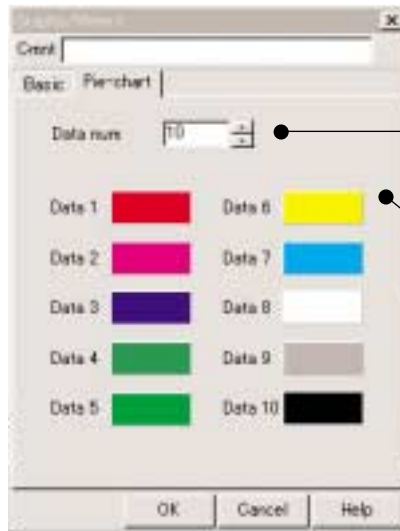 Cmnt
Basic Pie-chart
Data num 10
Data 1 Data 6
Data 2 Data 7
Data 3 Data 8
Data 4 Data 9
Data 5 Data 10
OK Cancel Help